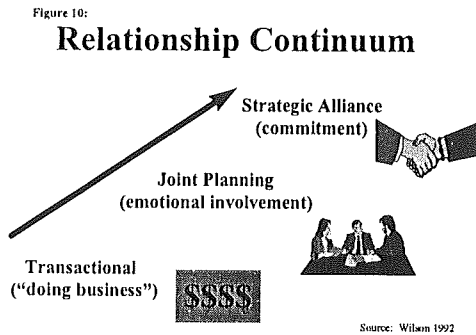 Figure 10:
Relationship Continuum
Strategic Alliance
(commitment)
Joint Planning
(emotional involvement)
Transactional
("doing business")
$$$$
Source: Wilson 1992